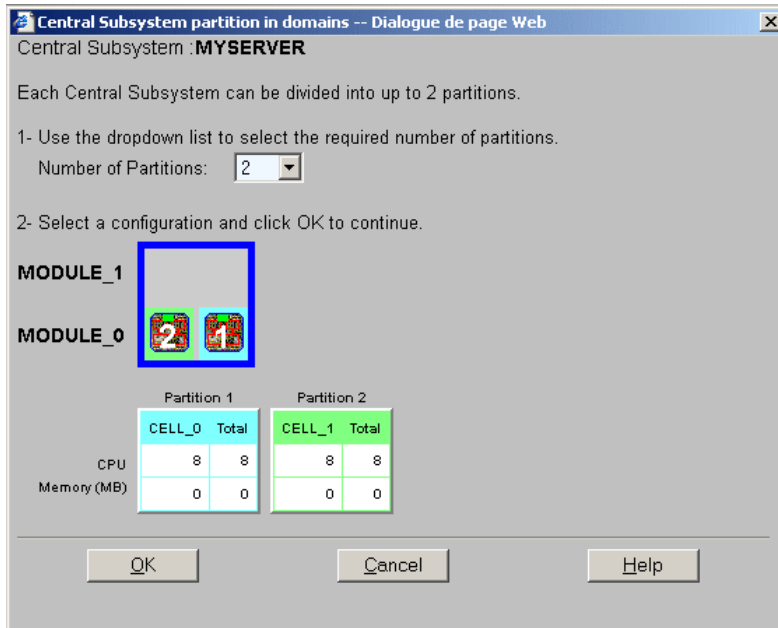 Central Subsystem partition in domains -- Dialogue de page Web
Central Subsystem :MYSERVER
Each Central Subsystem can be divided into up to 2 partitions.
1- Use the dropdown list to select the required number of partitions.
Number of Partitions: 2
2- Select a configuration and click OK to continue.
MODULE_1
MODULE_0 2 1
Partition 1 Partition 2
CELL_0 Total CELL_1 Total
CPU 8 8 8 8
Memory (MB) 0 0 0 0
OK Cancel Help